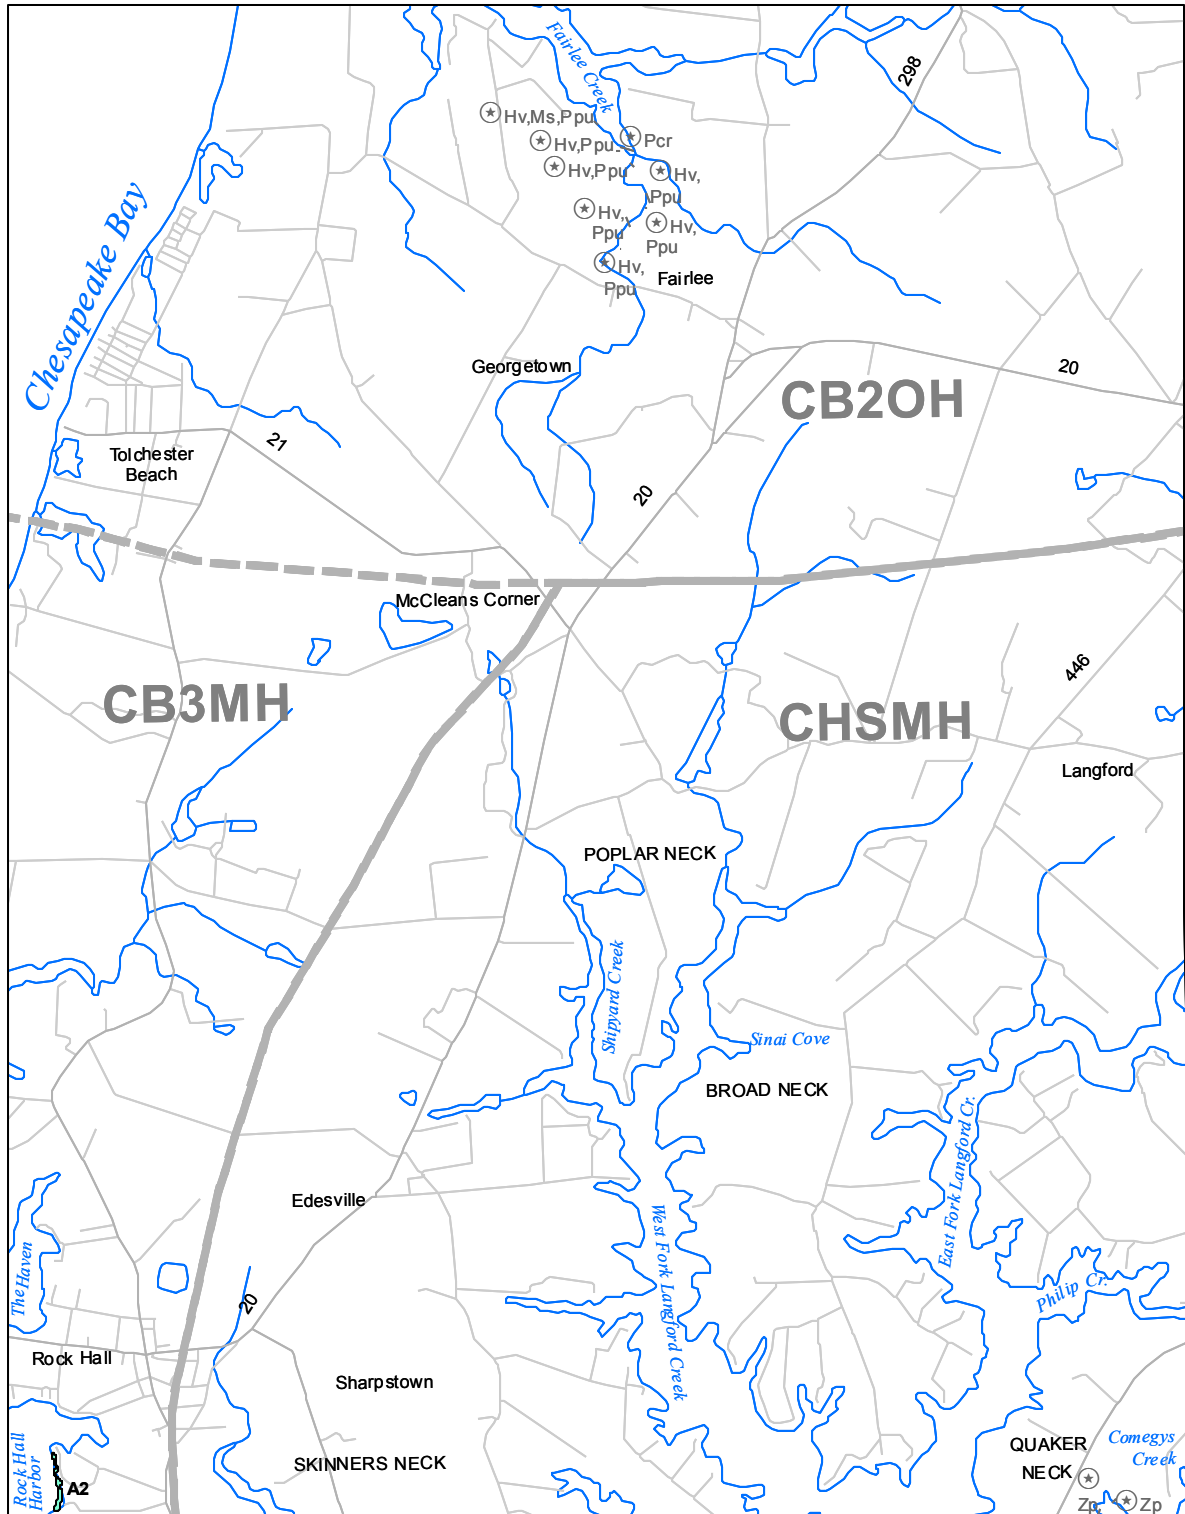 Fairlee Creek
298
Hv,Ms,Ppu
Pcr
Hv,Ppu
Hv,Ppu
Hv,
Ppu
Hv,
Ppu
Hv,
Ppu
Hv,
Ppu
Fairlee
Chesapeake Bay
Georgetown
20
CB2OH
21
Tolchester
Beach
20
McCleans Corner
446
CB3MH
CHSMH
Langford
POPLAR NECK
Shipyard Creek
Sinai Cove
BROAD NECK
East Fork Langford Cr.
Edesville
West Fork Langford Creek
The Haven
Philip Cr.
20
Rock Hall
Sharpstown
Rock Hall
Harbor
SKINNERS NECK
A2
QUAKER
NECK
Comegys
Creek
Zp,
Zp